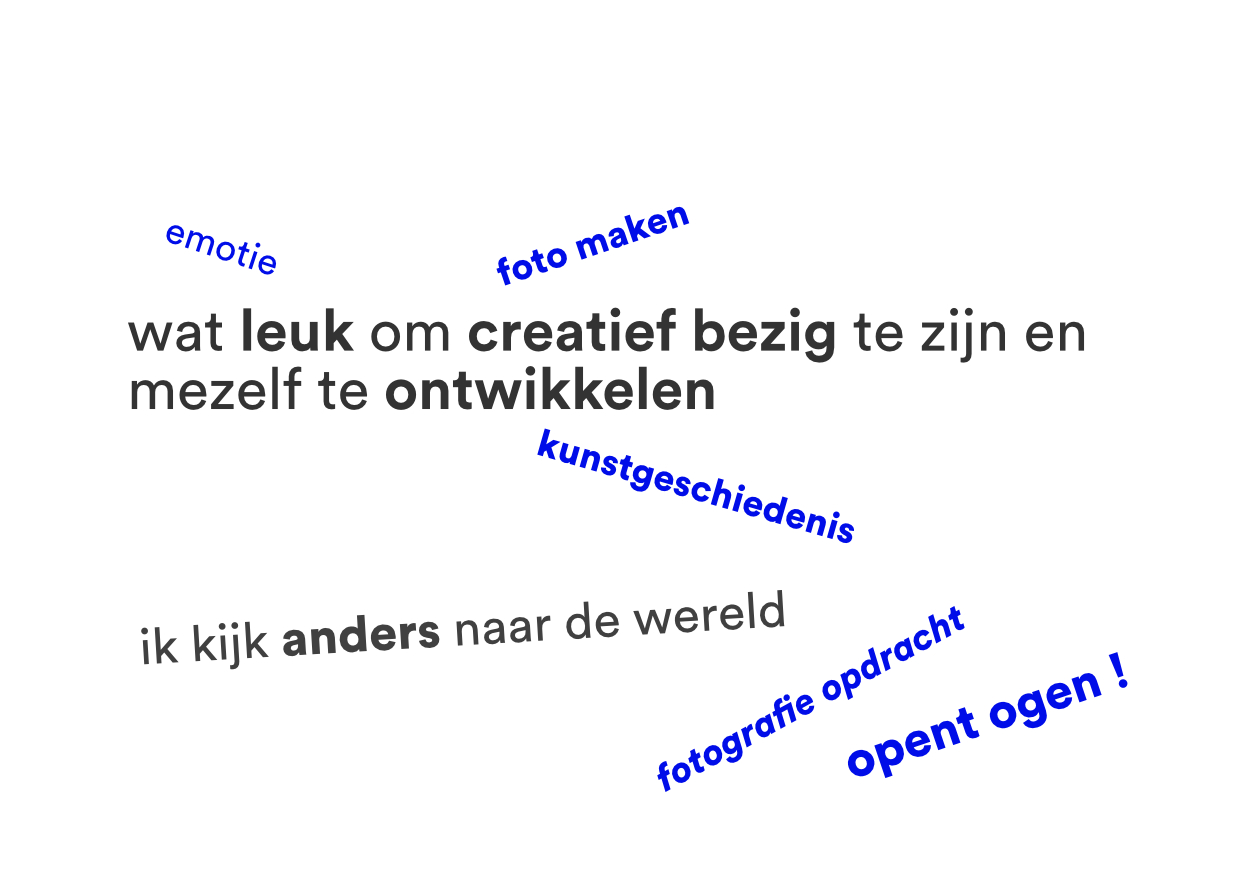 emotie
foto maken
wat leuk om creatief bezig te zijn en
mezelf te ontwikkelen
kunstgeschiedenis
ik kijk anders naar de wereld
fotografie opdracht
opent ogen !